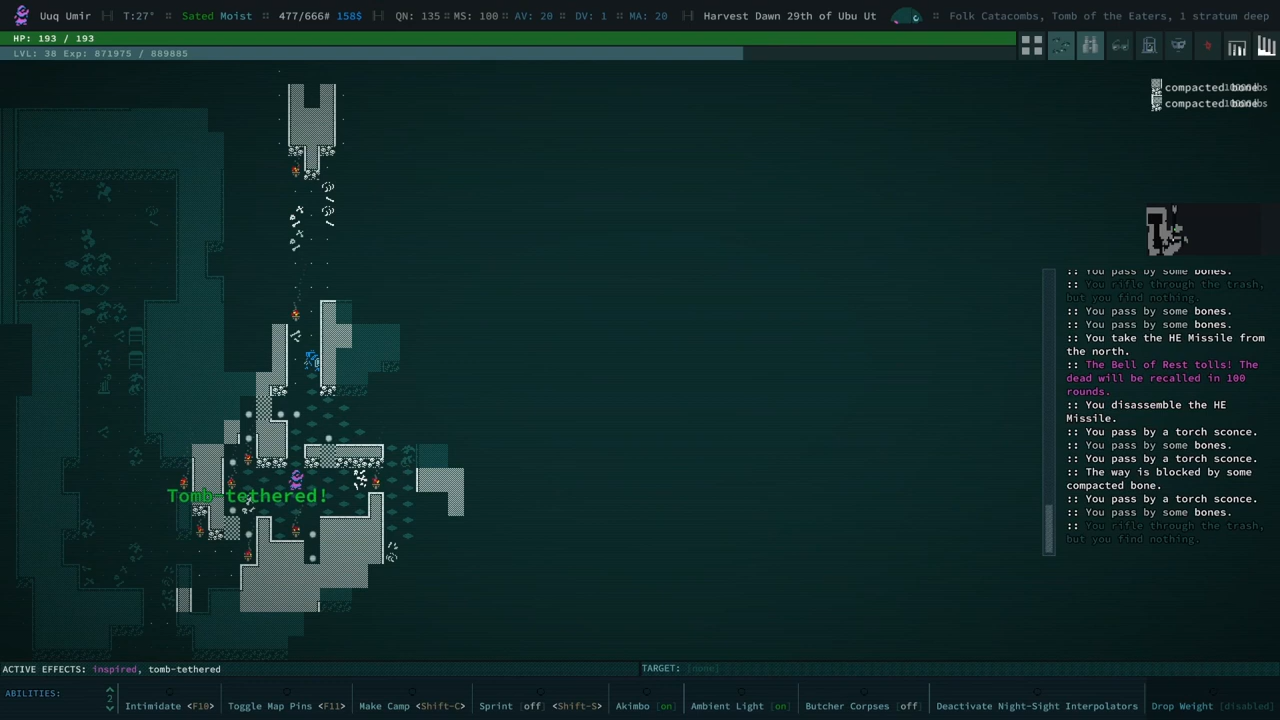 Uuq Umir T:27° Sated Moist 477/666# 158$ QN: 135 MS: 100 AV: 20 DV: 1 MA: 20 Harvest Dawn 29th of Ubu Ut Folk Catacombs, Tomb of the Eaters, 1 stratum deep
HP: 193 / 193
LVL: 38 Exp: 871975 / 889885
compacted bone
compacted bone
:: You pass by some bones.
:: You rifle through the trash,
but you find nothing.
:: You pass by some bones.
:: You pass by some bones.
:: You take the HE Missile from
the north.
:: The Bell of Rest tolls! The
dead will be recalled in 100
rounds.
:: You disassemble the HE
Missile.
:: You pass by a torch sconce.
:: You pass by some bones.
:: You pass by a torch sconce.
:: The way is blocked by some
compacted bone.
:: You pass by a torch sconce.
:: You pass by some bones.
:: You rifle through the trash,
but you find nothing.
Tomb-tethered!
ACTIVE EFFECTS: inspired, tomb-tethered
TARGET: [none]
ABILITIES: 2 Intimidate <F10> Toggle Map Pins <F11> Make Camp <Shift-C> Sprint [off] <Shift-S> Akimbo [on] Ambient Light [on] Butcher Corpses [off] Deactivate Night-Sight Interpolators Drop Weight [disabled]